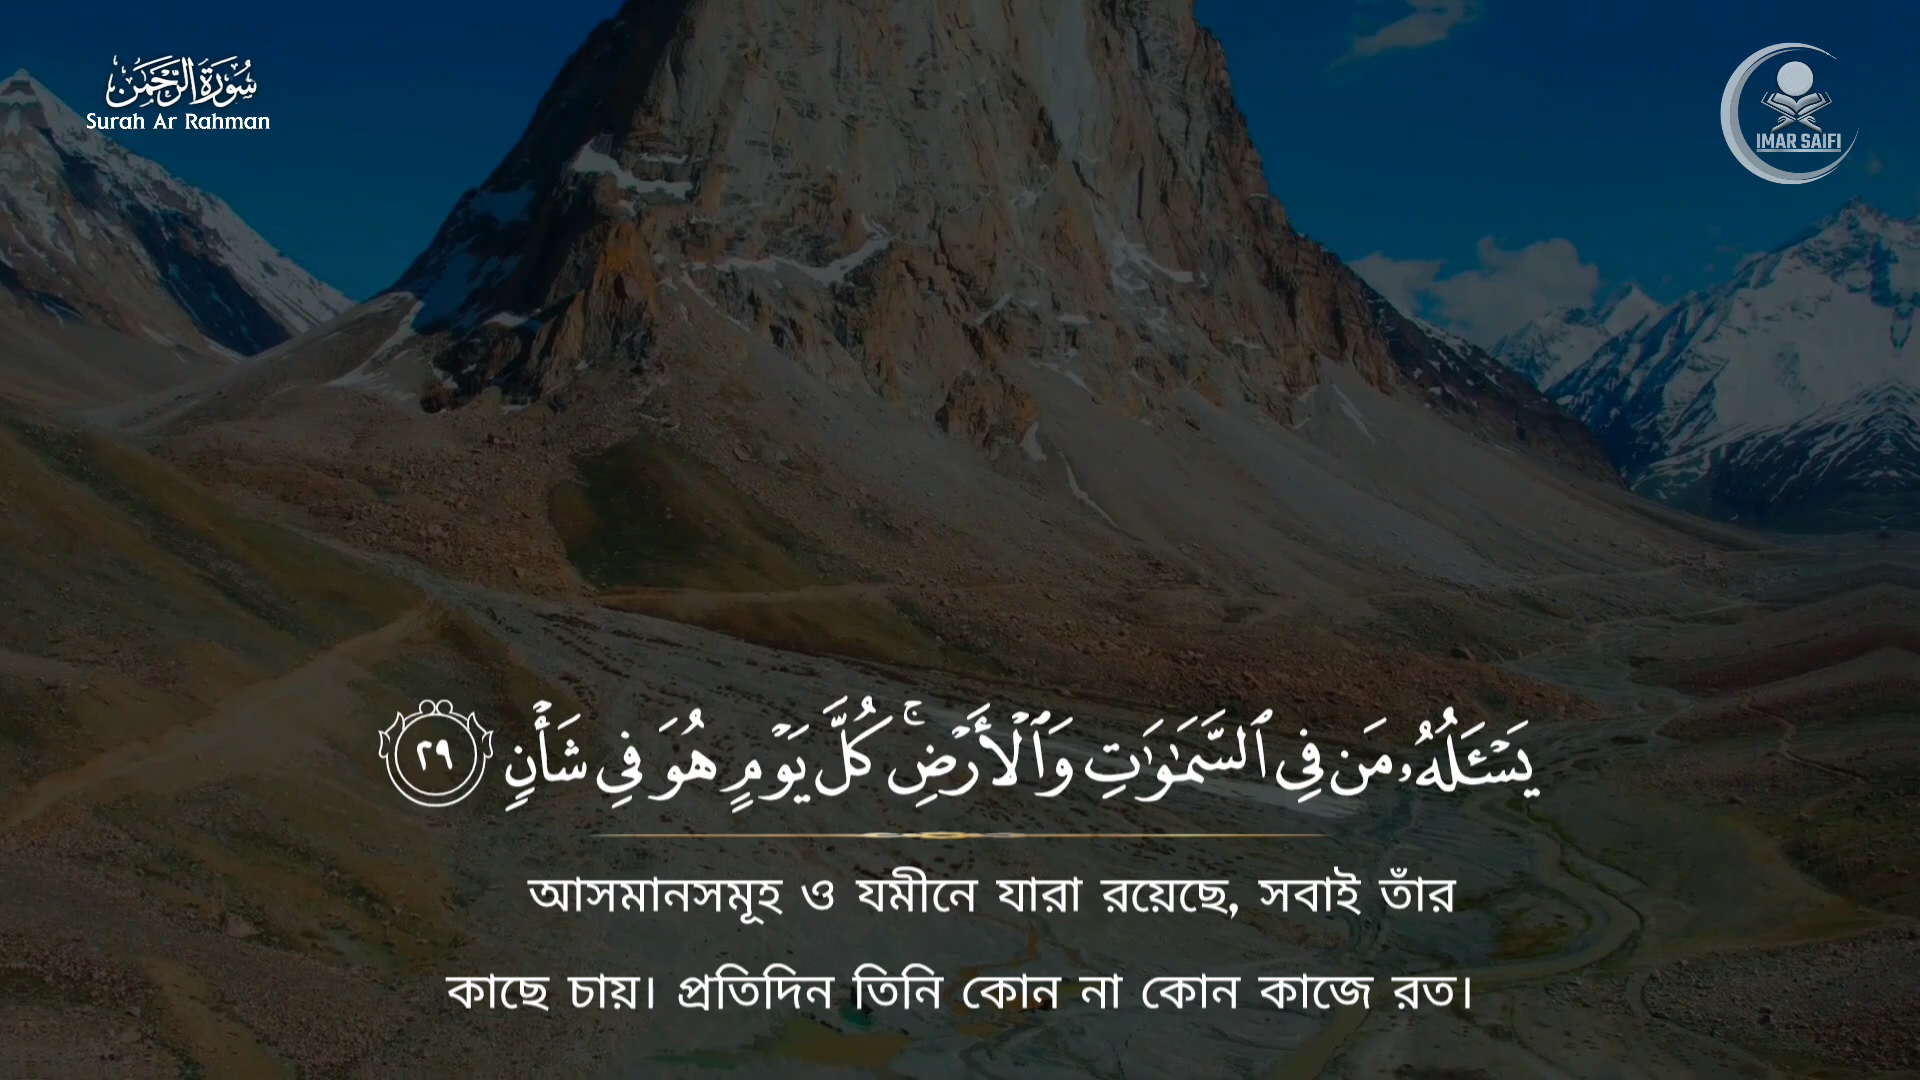 سُورَةُ الرَّحْمَٰن
Surah Ar Rahman
IMAR SAIFI
يَسْـَٔلُهُۥ مَن فِى ٱلسَّمَٰوَٰتِ وَٱلْأَرْضِ ۚ كُلَّ يَوْمٍ هُوَ فِى شَأْنٍ ٢٩
আসমানসমূহ ও যমীনে যারা রয়েছে, সবাই তাঁর
কাছে চায়। প্রতিদিন তিনি কোন না কোন কাজে রত।